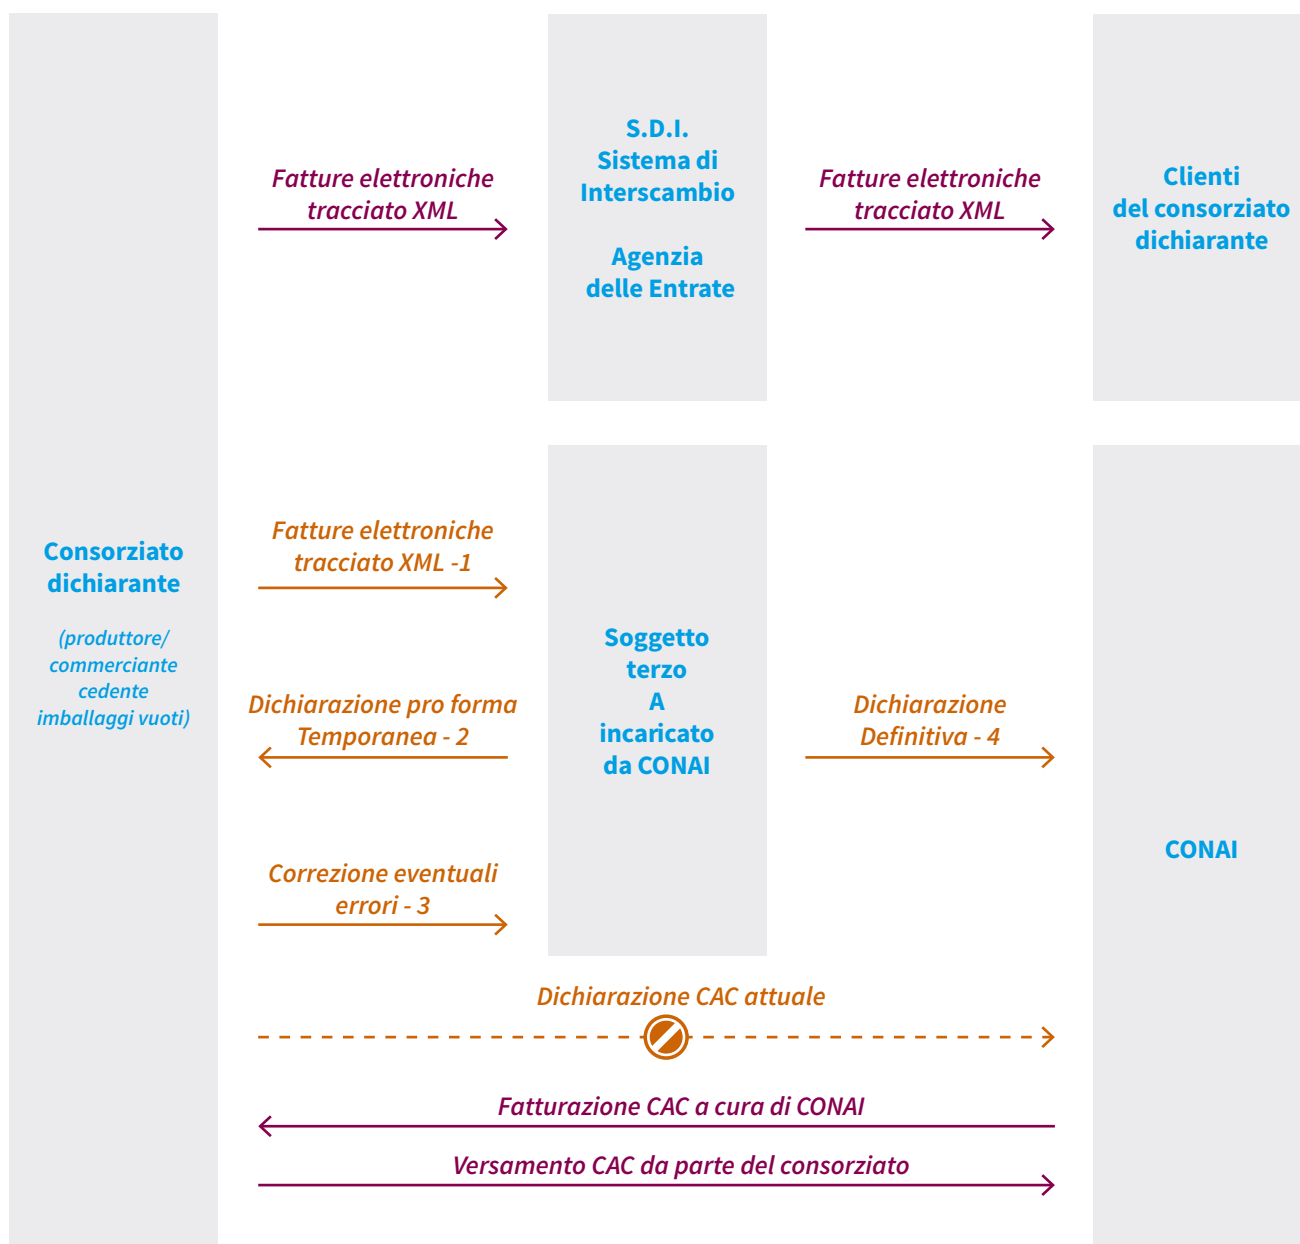 S.D.I.
Sistema di
Interscambio
Agenzia
delle Entrate
Fatture elettroniche
tracciato XML
Fatture elettroniche
tracciato XML
Clienti
del consorziato
dichiarante
Consorziato
dichiarante
(produttore/
commerciante
cedente
imballaggi vuoti)
Fatture elettroniche
tracciato XML -1
Dichiarazione pro forma
Temporanea - 2
Correzione eventuali
errori - 3
Soggetto
terzo
A
incaricato
da CONAI
Dichiarazione
Definitiva - 4
CONAI
Dichiarazione CAC attuale
Fatturazione CAC a cura di CONAI
Versamento CAC da parte del consorziato